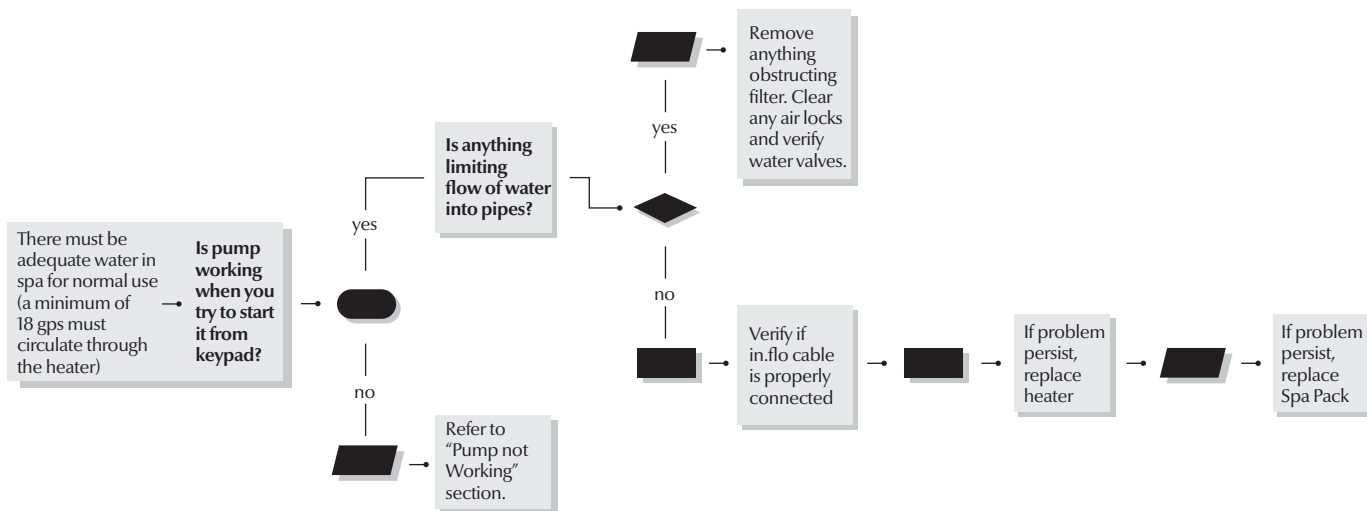 There must be
adequate water in
spa for normal use
(a minimum of
18 gps must
circulate through
the heater)
Is pump
working
when you
try to start
it from
keypad?
yes
no
Is anything
limiting
flow of water
into pipes?
Refer to
“Pump not
Working”
section.
yes
no
Remove
anything
obstructing
filter. Clear
any air locks
and verify
water valves.
Verify if
in.flo cable
is properly
connected
If problem
persist,
replace
heater
If problem
persist,
replace
Spa Pack